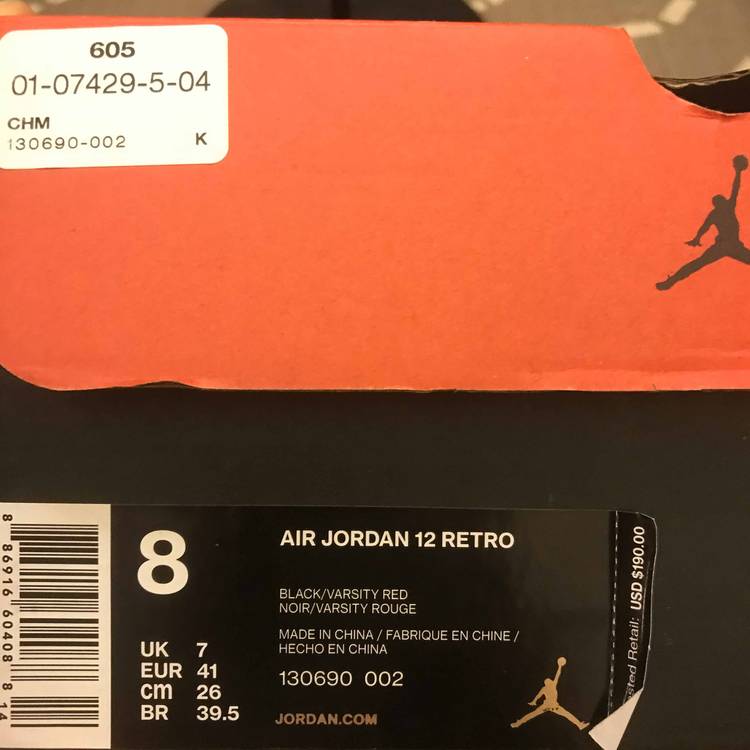 605
01-07429-5-04
CHM
130690-002 K
8 86916 60408 8 14
8
AIR JORDAN 12 RETRO
BLACK/VARSITY RED
NOIR/VARSITY ROUGE
MADE IN CHINA / FABRIQUE EN CHINE /
HECHO EN CHINA
130690 002
UK 7
EUR 41
cm 26
BR 39.5
JORDAN.COM
Retail: USD $190.00